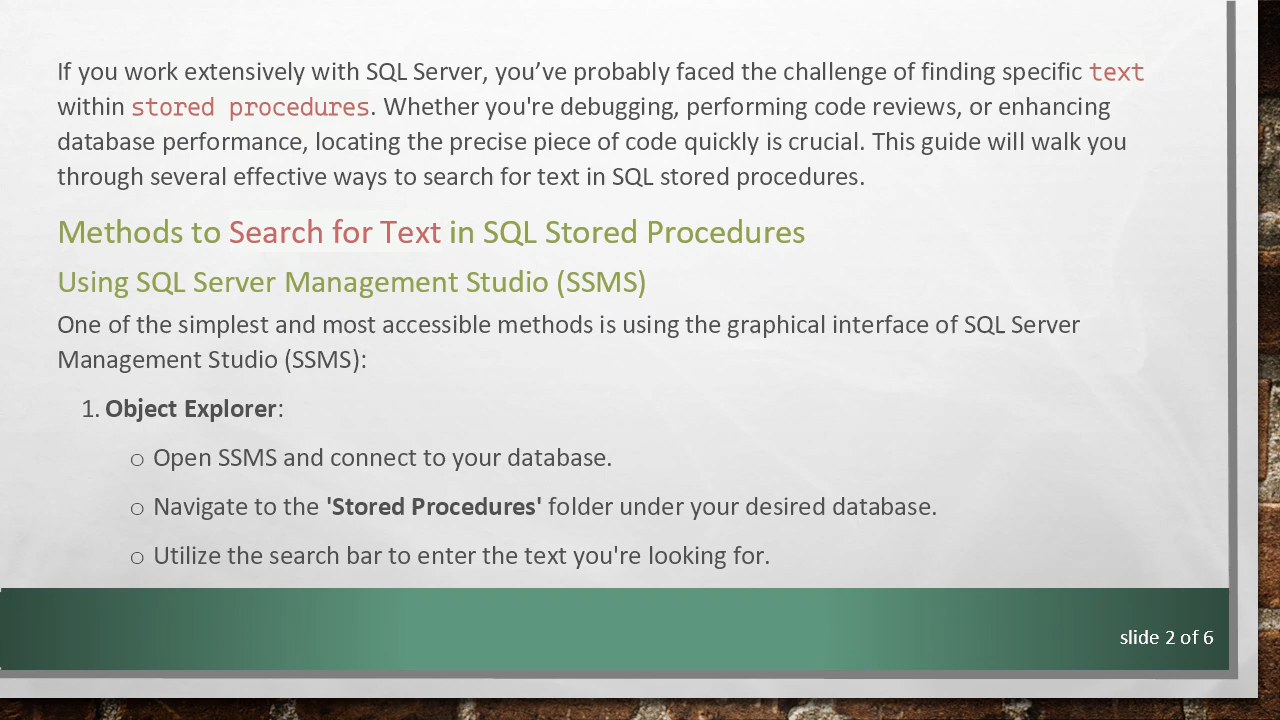 If you work extensively with SQL Server, you’ve probably faced the challenge of finding specific text
within stored procedures. Whether you're debugging, performing code reviews, or enhancing
database performance, locating the precise piece of code quickly is crucial. This guide will walk you
through several effective ways to search for text in SQL stored procedures.
Methods to Search for Text in SQL Stored Procedures
Using SQL Server Management Studio (SSMS)
One of the simplest and most accessible methods is using the graphical interface of SQL Server
Management Studio (SSMS):
1. Object Explorer:
o Open SSMS and connect to your database.
o Navigate to the 'Stored Procedures' folder under your desired database.
o Utilize the search bar to enter the text you're looking for.
slide 2 of 6